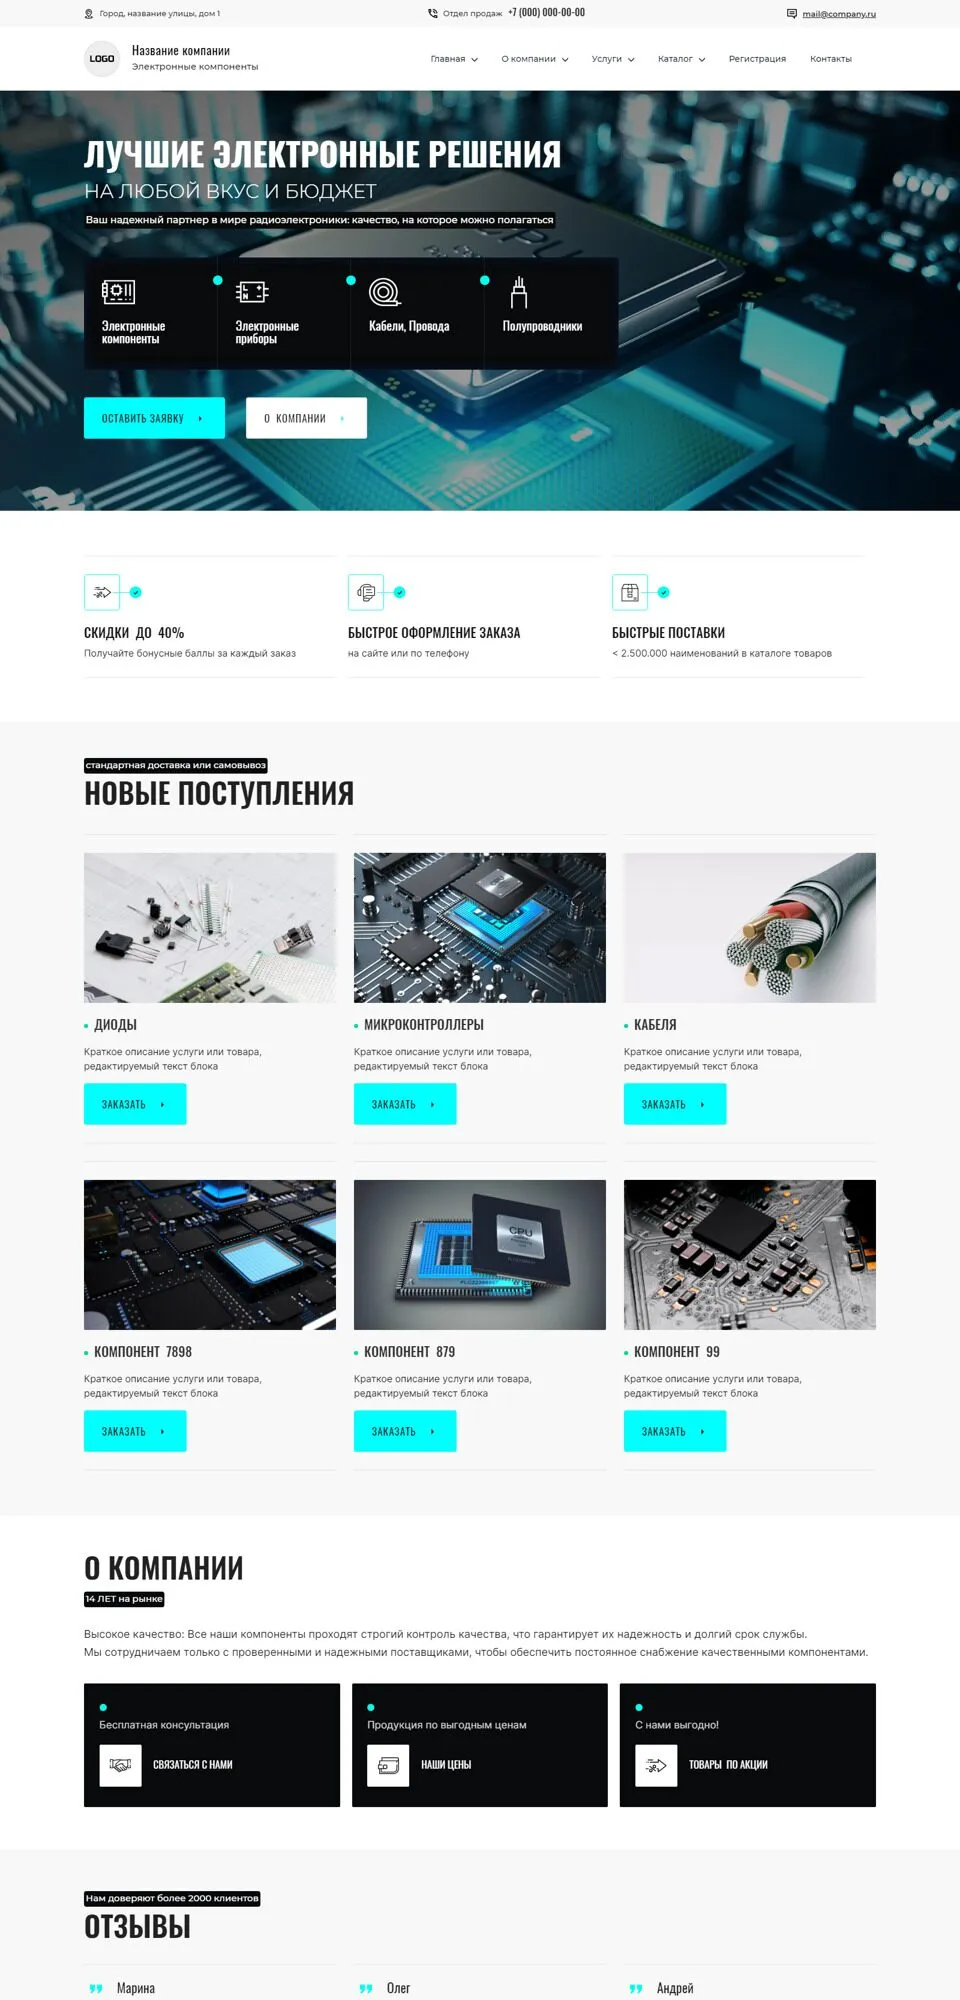 Город, название улицы, дом 1
Отдел продаж +7 (000) 000-00-00
mail@company.ru
LOGO
Название компании
Электронные компоненты
Главная
О компании
Услуги
Каталог
Регистрация
Контакты
ЛУЧШИЕ ЭЛЕКТРОННЫЕ РЕШЕНИЯ
НА ЛЮБОЙ ВКУС И БЮДЖЕТ
Ваш надежный партнер в мире радиоэлектроники: качество, на которое можно полагаться
Электронные
компоненты
Электронные
приборы
Кабели, Провода
Полупроводники
ОСТАВИТЬ ЗАЯВКУ
О КОМПАНИИ
СКИДКИ ДО 40%
Получайте бонусные баллы за каждый заказ
БЫСТРОЕ ОФОРМЛЕНИЕ ЗАКАЗА
на сайте или по телефону
БЫСТРЫЕ ПОСТАВКИ
< 2.500.000 наименований в каталоге товаров
стандартная доставка или самовывоз
НОВЫЕ ПОСТУПЛЕНИЯ
ДИОДЫ
Краткое описание услуги или товара,
редактируемый текст блока
ЗАКАЗАТЬ
МИКРОКОНТРОЛЛЕРЫ
Краткое описание услуги или товара,
редактируемый текст блока
ЗАКАЗАТЬ
КАБЕЛЯ
Краткое описание услуги или товара,
редактируемый текст блока
ЗАКАЗАТЬ
КОМПОНЕНТ 7898
Краткое описание услуги или товара,
редактируемый текст блока
ЗАКАЗАТЬ
CPU
КОМПОНЕНТ 879
Краткое описание услуги или товара,
редактируемый текст блока
ЗАКАЗАТЬ
КОМПОНЕНТ 99
Краткое описание услуги или товара,
редактируемый текст блока
ЗАКАЗАТЬ
О КОМПАНИИ
14 ЛЕТ на рынке
Высокое качество: Все наши компоненты проходят строгий контроль качества, что гарантирует их надежность и долгий срок службы.
Мы сотрудничаем только с проверенными и надежными поставщиками, чтобы обеспечить постоянное снабжение качественными компонентами.
Бесплатная консультация
СВЯЗАТЬСЯ С НАМИ
Продукция по выгодным ценам
НАШИ ЦЕНЫ
С нами выгодно!
ТОВАРЫ ПО АКЦИИ
Нам доверяют более 2000 клиентов
ОТЗЫВЫ
Марина
Олег
Андрей